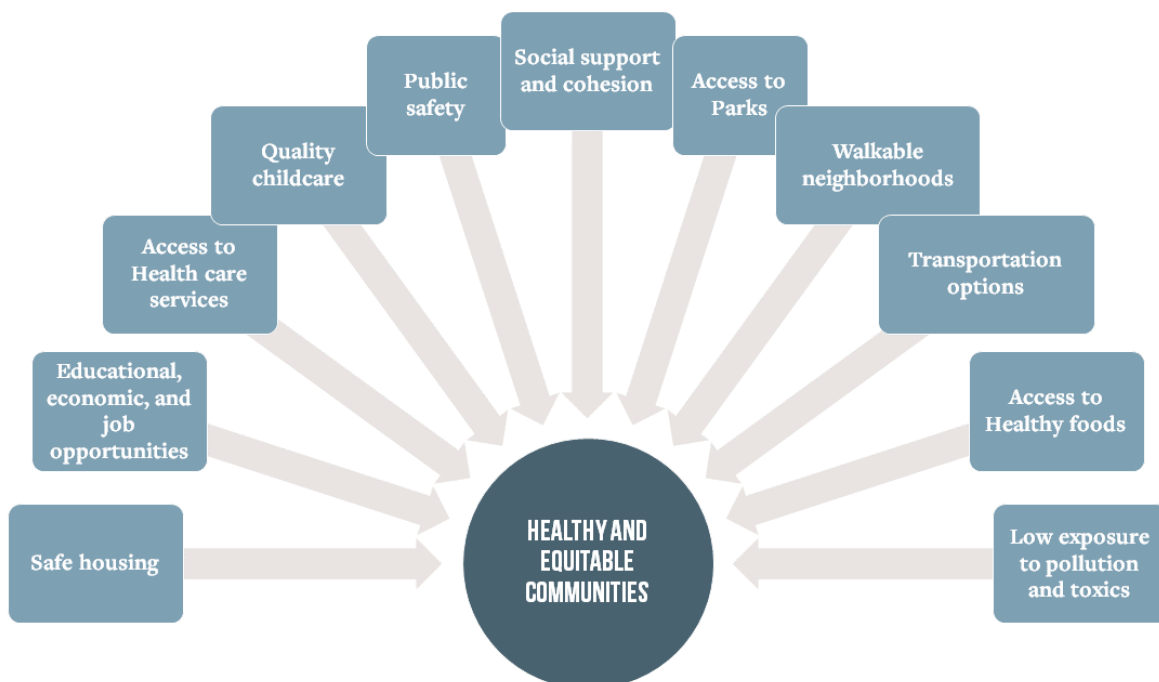 Social support
and cohesion
Public
safety
Access to
Parks
Quality
childcare
Walkable
neighborhoods
Access to
Health care
services
Transportation
options
Educational,
economic, and
job
opportunities
Access to
Healthy foods
Safe housing
HEALTHY AND
EQUITABLE
COMMUNITIES
Low exposure
to pollution
and toxics